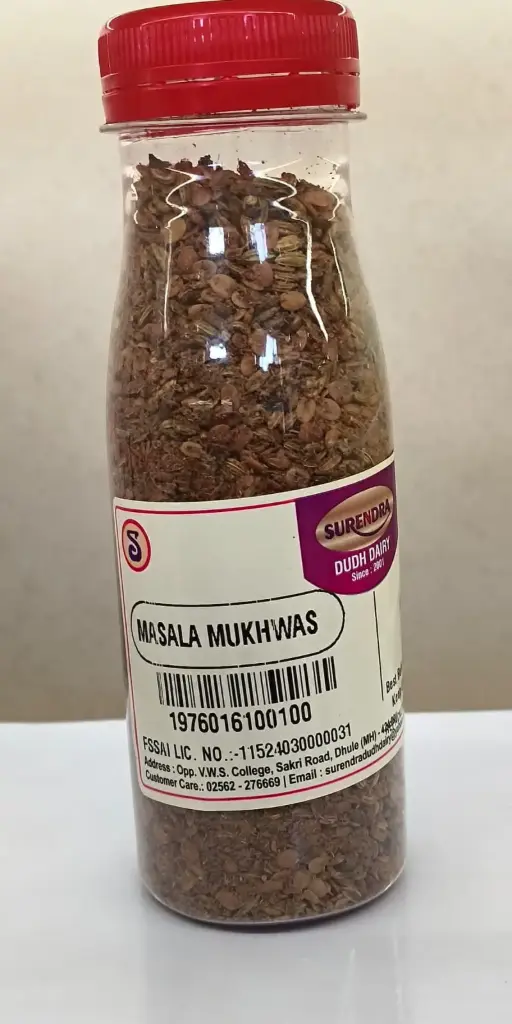 S
SURENDRA
DUDH DAIRY
Since : 2001
MASALA MUKHWAS
1976016100100
FSSAI LIC. NO.:-11524030000031
Address : Opp. V.W.S. College, Sakri Road, Dhule (MH) -
Customer Care.: 02562 - 276669 | Email : surendradudhdairy
Best